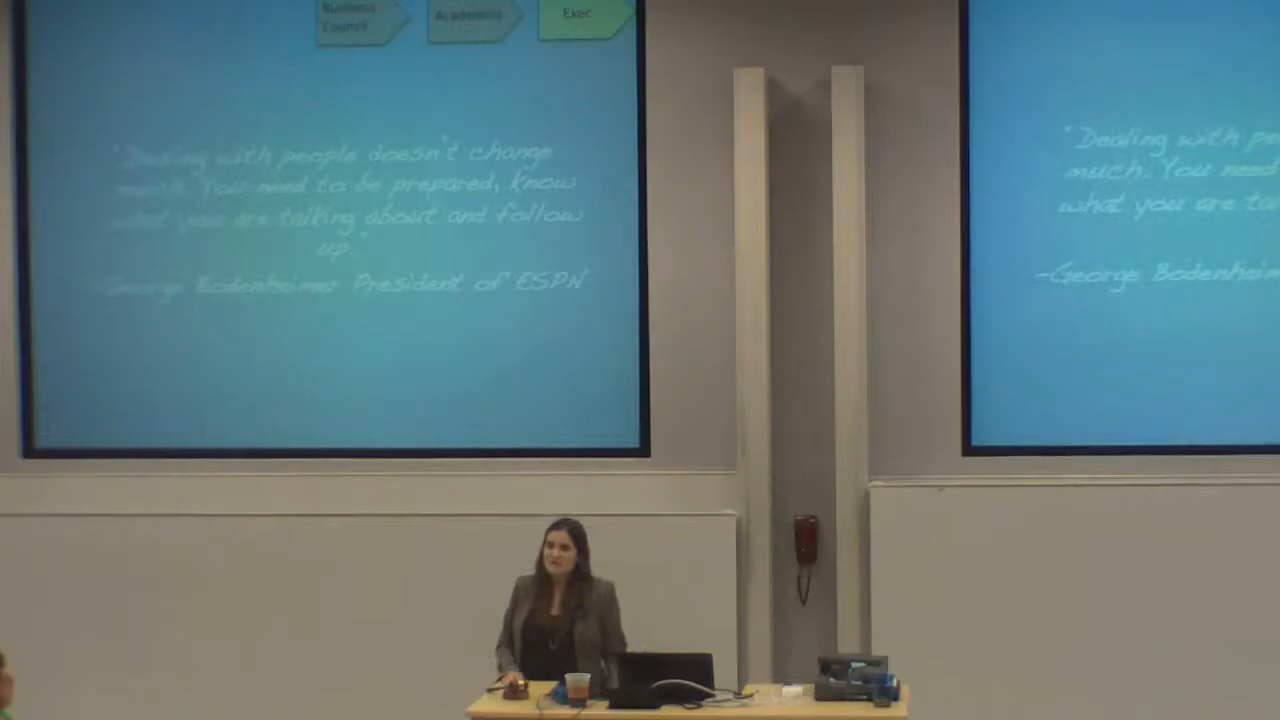 Business
Council
Academics
Exec
"Dealing with people doesn't change
much. You need to be prepared, know
what you are talking about and follow
up."
-George Bodenheimer President of ESPN
"Dealing with pe
much. You need
what you are ta
-George Bodenheim